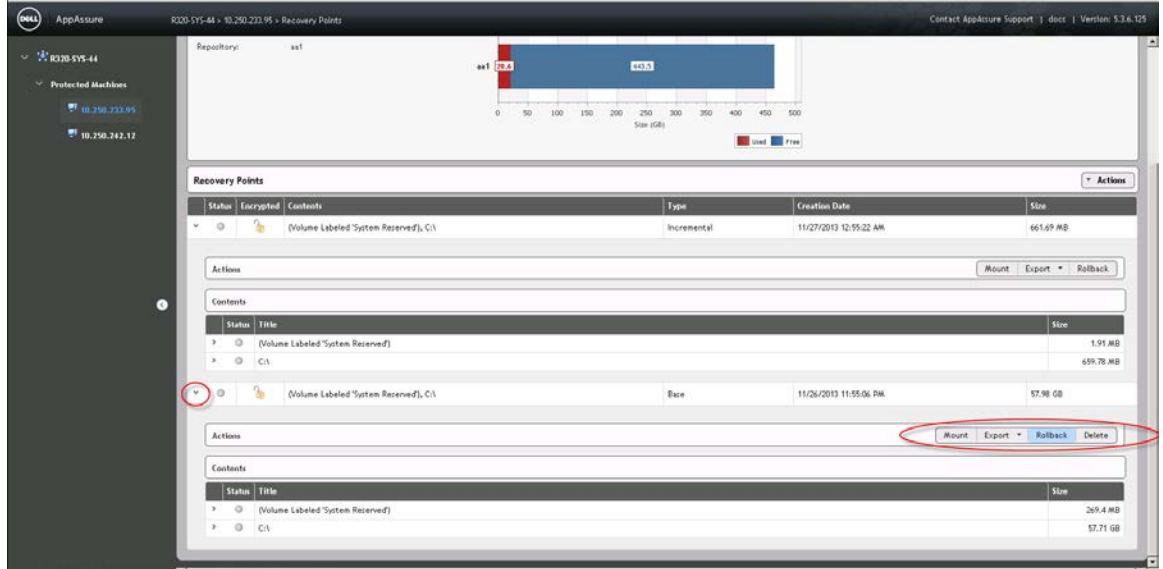 DELL AppAssure R320-SYS-44 > 10.250.233.95 > Recovery Points Contact AppAssure Support | docs | Version: 5.3.6.125
R320-SYS-44
Protected Machines
10.250.233.95
10.250.242.12
Repository: aa1
aa1 20.6 443.5
0 50 100 150 200 250 300 350 400 450 500
Size (GB)
Used Free
Recovery Points Actions
Status Encrypted Contents Type Creation Date Size
(Volume Labeled 'System Reserved'), C:\ Incremental 11/27/2013 12:55:22 AM 661.69 MB
Actions Mount Export Rollback
Contents
Status Title Size
(Volume Labeled 'System Reserved') 1.91 MB
C:\ 659.78 MB
(Volume Labeled 'System Reserved'), C:\ Base 11/26/2013 11:55:06 PM 57.98 GB
Actions Mount Export Rollback Delete
Contents
Status Title Size
(Volume Labeled 'System Reserved') 269.4 MB
C:\ 57.71 GB